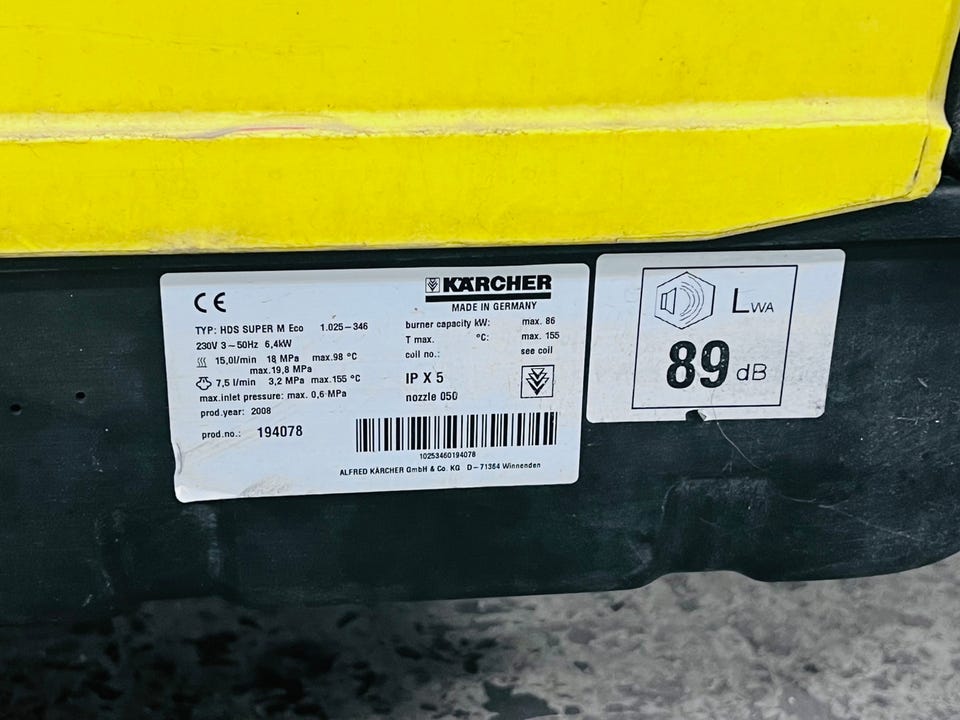 CE
KÄRCHER
MADE IN GERMANY
TYP: HDS SUPER M Eco 1.025-346
230V 3~50Hz 6,4kW
15,0l/min 18 MPa max.98 °C
max.19,8 MPa
7,5 l/min 3,2 MPa max.155 °C
max.inlet pressure: max. 0,6 MPa
prod.year: 2008
prod.no.: 194078
burner capacity kW: max. 86
T max. °C: max. 155
coil no.: see coil
IP X 5
nozzle 050
10253460194078
ALFRED KÄRCHER GmbH & Co. KG D-71364 Winnenden
LWA
89 dB